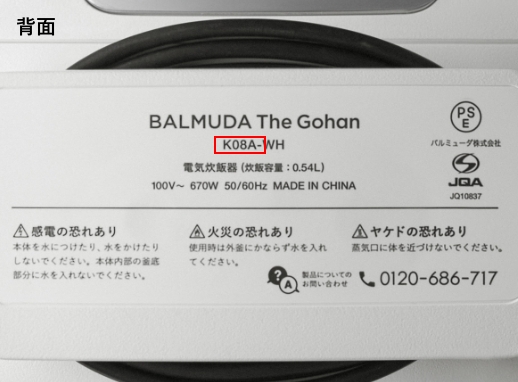 背面
BALMUDA The Gohan
K08A-WH
電気炊飯器 (炊飯容量：0.54L)
100V～ 670W 50/60Hz MADE IN CHINA
PS
E
バルミューダ株式会社
JQA
JQ10837
感電の恐れあり
本体を水につけたり、水をかけたり
しないでください。本体内部の釜底
部分に水を入れないでください。
火災の恐れあり
使用時は外釜にかならず水を入れ
てください。
ヤケドの恐れあり
蒸気口に体を近づけないでください。
?
A
製品についての
お問い合わせ
0120-686-717